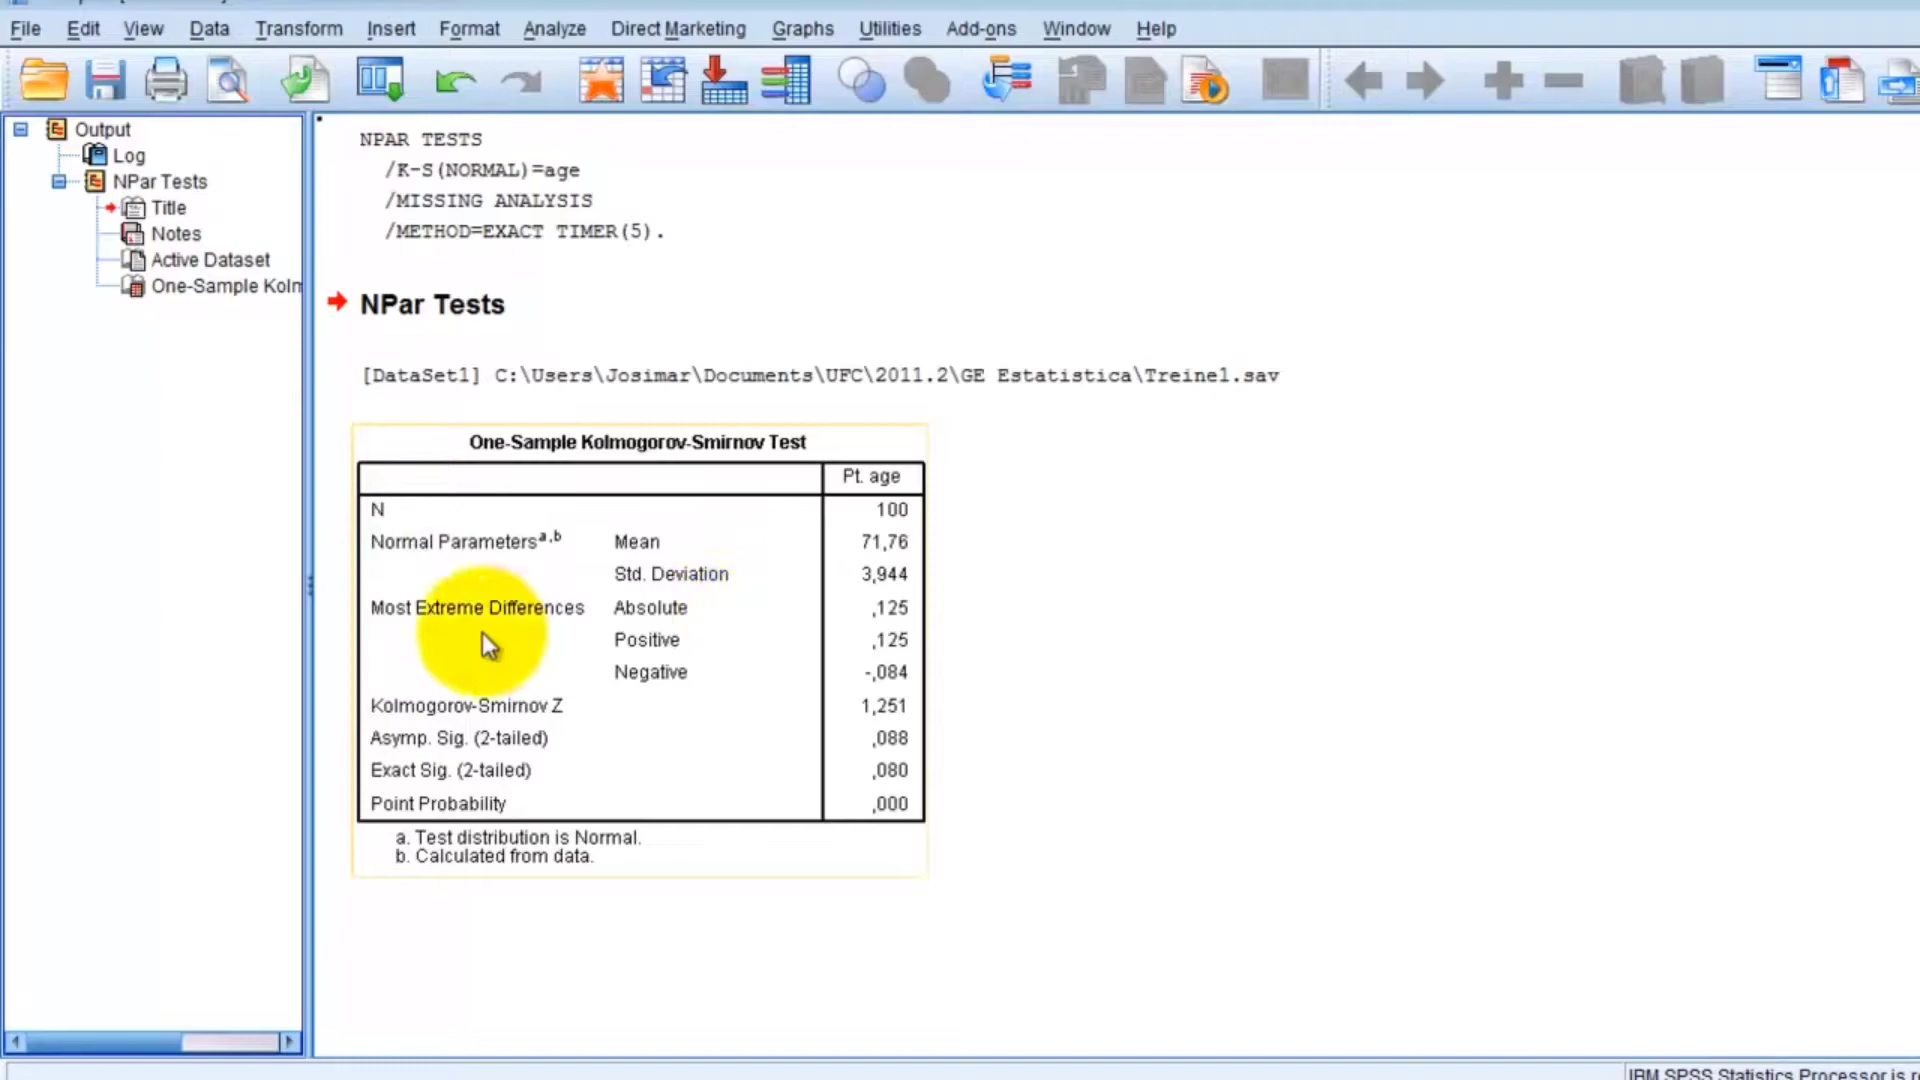 File Edit View Data Transform Insert Format Analyze Direct Marketing Graphs Utilities Add-ons Window Help
Output
Log
NPar Tests
Title
Notes
Active Dataset
One-Sample Kolm
NPAR TESTS
/K-S(NORMAL)=age
/MISSING ANALYSIS
/METHOD=EXACT TIMER(5).
NPar Tests
[DataSet1] C:\Users\Josimar\Documents\UFC\2011.2\GE Estatistica\Treine1.sav
One-Sample Kolmogorov-Smirnov Test
Pt. age
N 100
Normal Parametersa,b Mean 71,76
Std. Deviation 3,944
Most Extreme Differences Absolute ,125
Positive ,125
Negative -,084
Kolmogorov-Smirnov Z 1,251
Asymp. Sig. (2-tailed) ,088
Exact Sig. (2-tailed) ,080
Point Probability ,000
a. Test distribution is Normal.
b. Calculated from data.
IBM SPSS Statistics Processor is